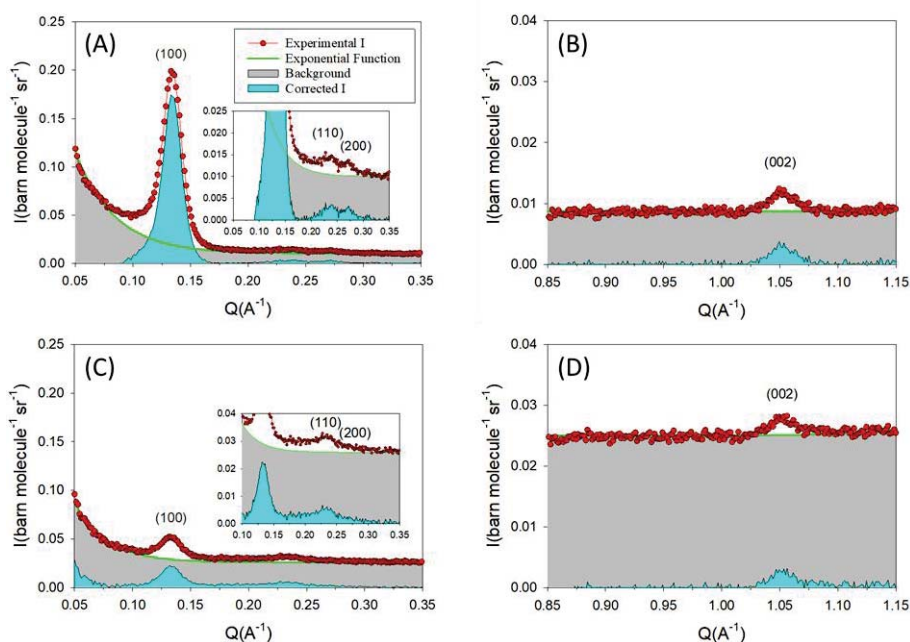 (A)
(100)
Experimental I
Exponential Function
Background
Corrected I
0.25
0.20
0.15
0.10
0.05
0.00
I(barn molecule⁻¹ sr⁻¹)
0.05 0.10 0.15 0.20 0.25 0.30 0.35
Q(A⁻¹)
(110)
(200)
0.025
0.020
0.015
0.010
0.005
0.000
0.05 0.10 0.15 0.20 0.25 0.30 0.35
(B)
(002)
0.04
0.03
0.02
0.01
0.00
I(barn molecule⁻¹ sr⁻¹)
0.85 0.90 0.95 1.00 1.05 1.10 1.15
Q(A⁻¹)
(C)
(100)
0.25
0.20
0.15
0.10
0.05
0.00
I(barn molecule⁻¹ sr⁻¹)
0.05 0.10 0.15 0.20 0.25 0.30 0.35
Q(A⁻¹)
(110)
(200)
0.04
0.03
0.02
0.01
0.00
0.10 0.15 0.20 0.25 0.30 0.35
(D)
(002)
0.04
0.03
0.02
0.01
0.00
I(barn molecule⁻¹ sr⁻¹)
0.85 0.90 0.95 1.00 1.05 1.10 1.15
Q(A⁻¹)